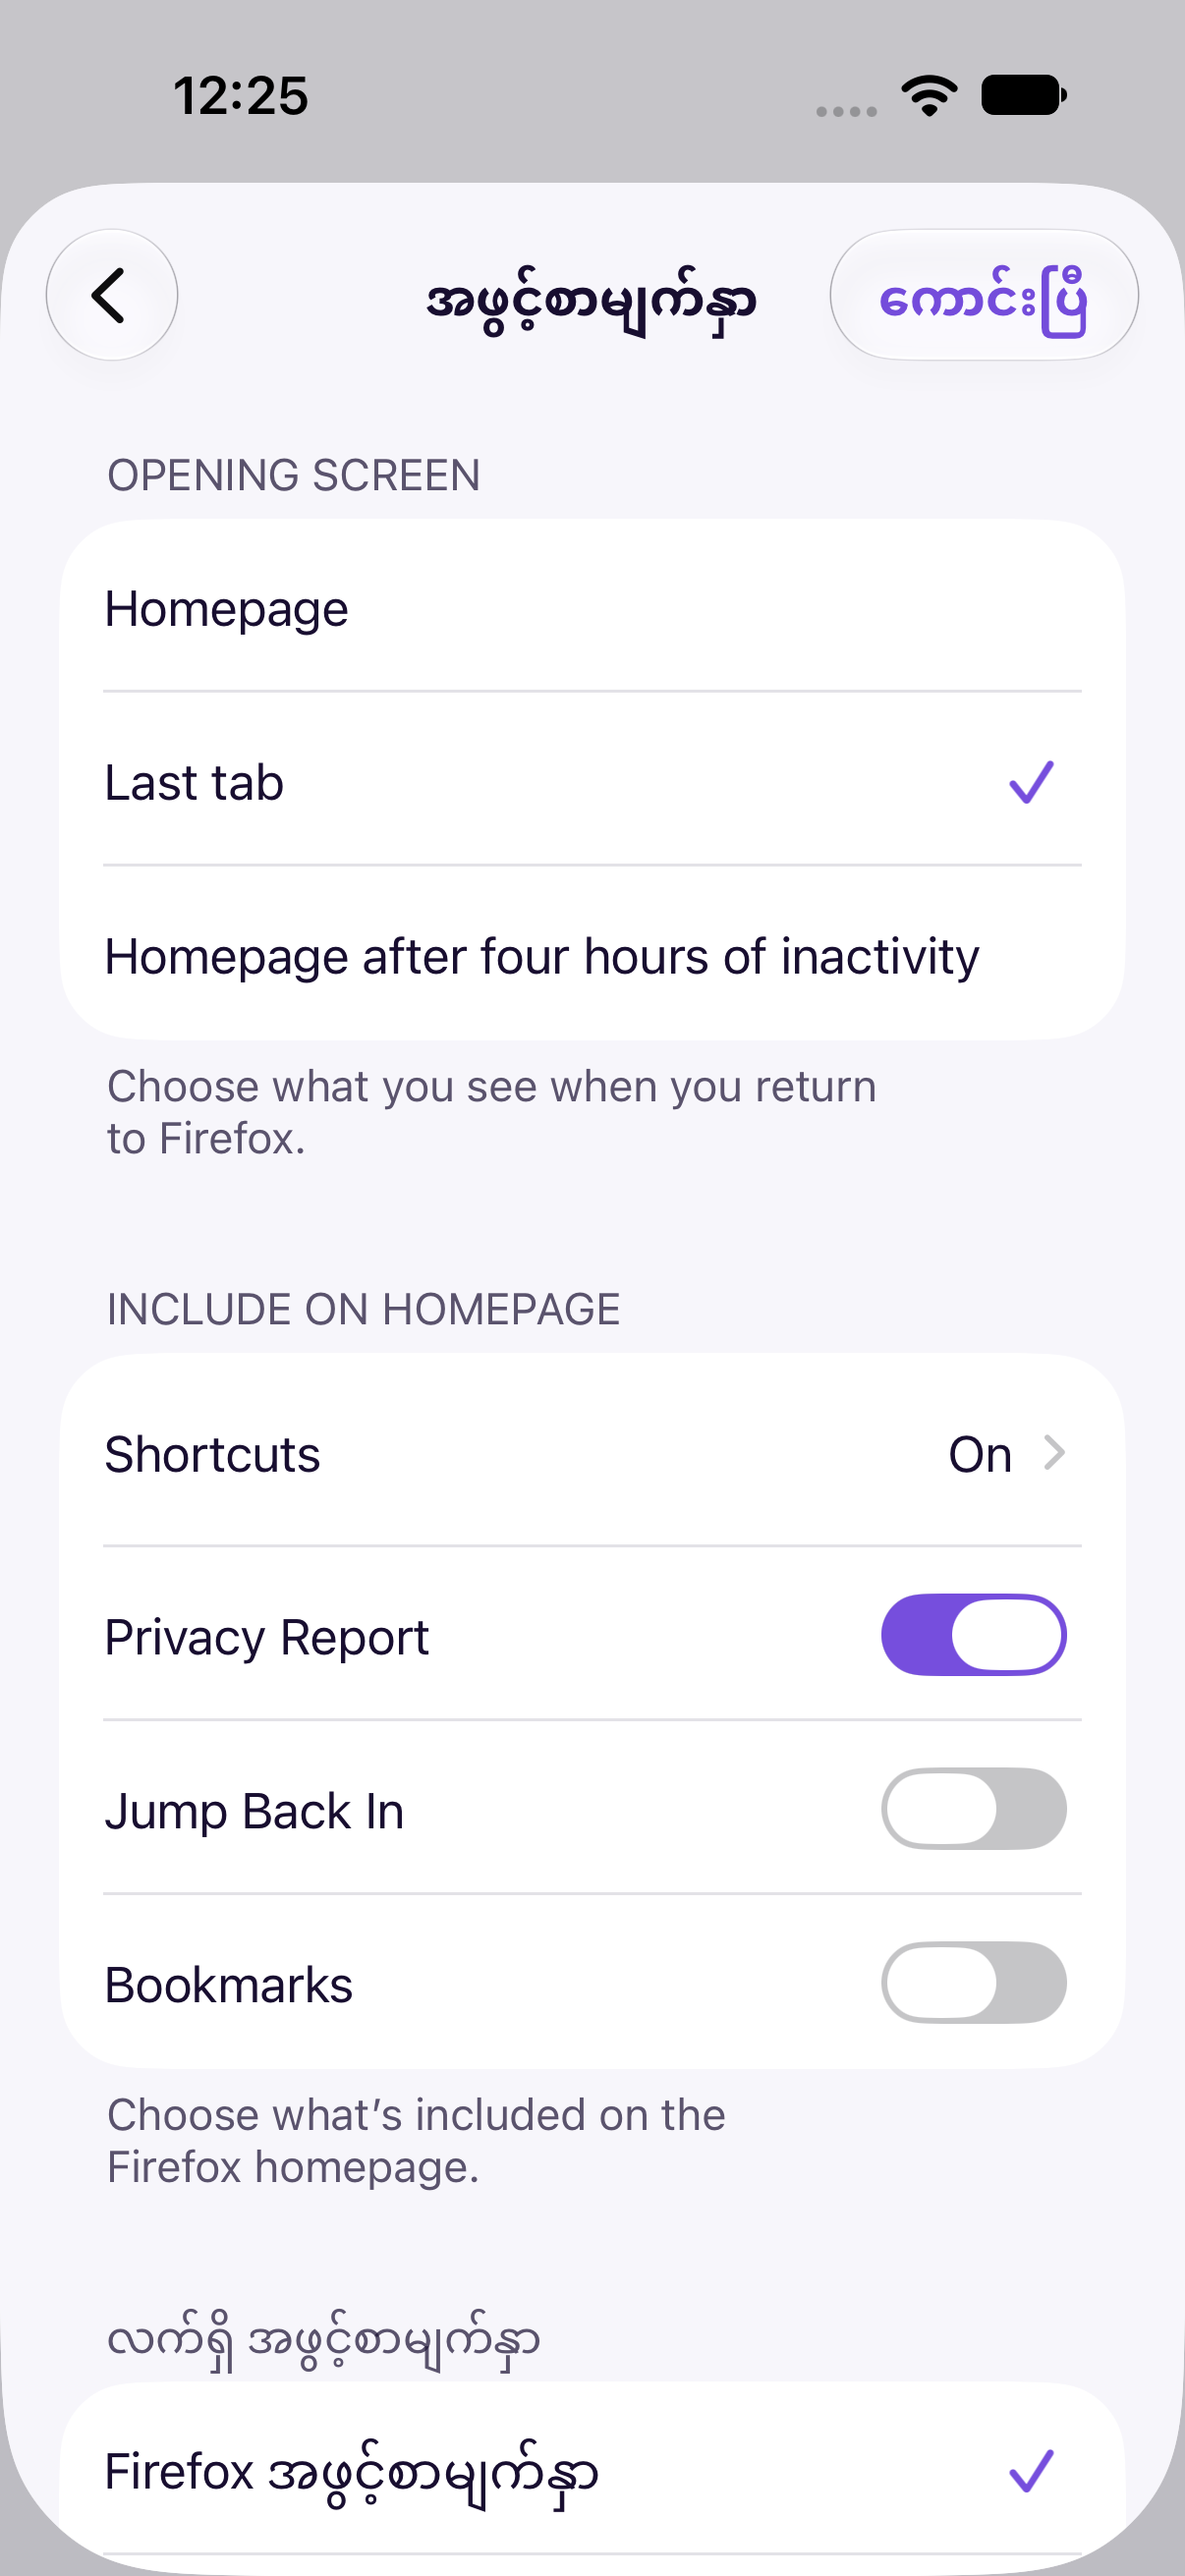 12:25
အဖွင့်စာမျက်နှာ
ကောင်းပြီ
OPENING SCREEN
Homepage
Last tab
Homepage after four hours of inactivity
Choose what you see when you return
to Firefox.
INCLUDE ON HOMEPAGE
Shortcuts On
Privacy Report
Jump Back In
Bookmarks
Choose what’s included on the
Firefox homepage.
လက်ရှိ အဖွင့်စာမျက်နှာ
Firefox အဖွင့်စာမျက်နှာ